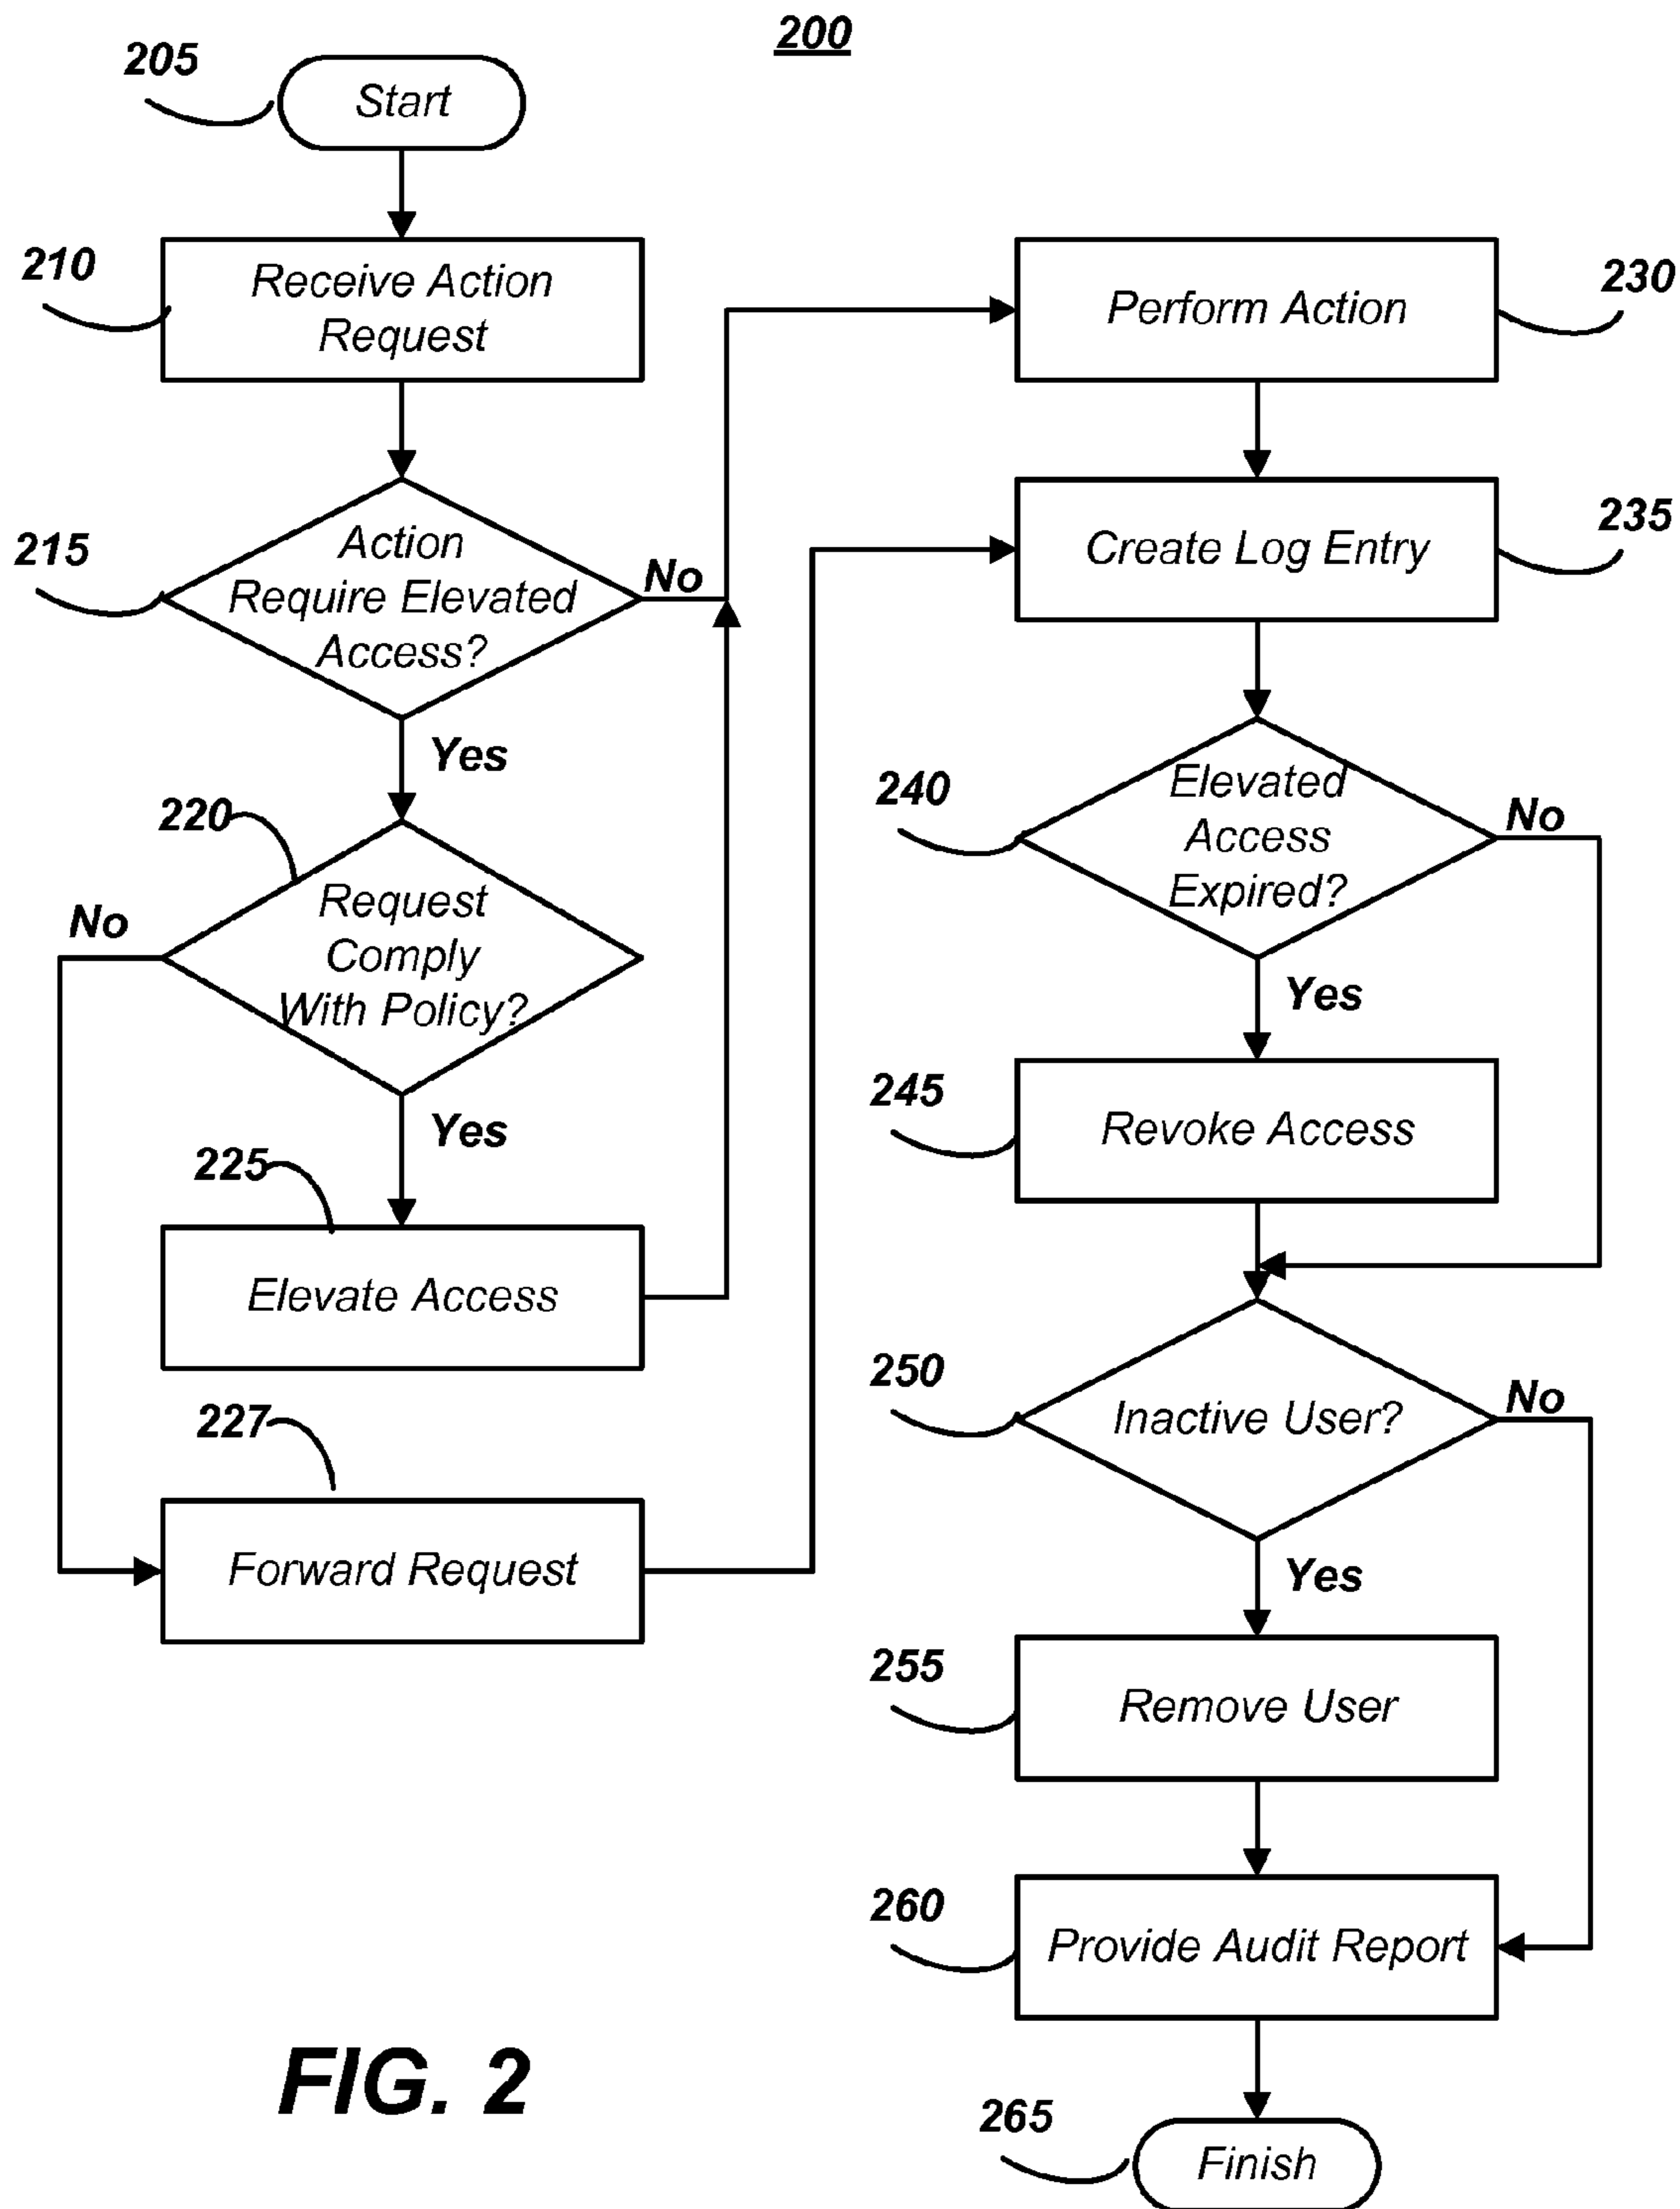 200
205
Start
210
Receive Action
Request
215
Action
Require Elevated
Access?
No
Yes
220
Request
Comply
With Policy?
No
Yes
225
Elevate Access
227
Forward Request
230
Perform Action
235
Create Log Entry
240
Elevated
Access
Expired?
No
Yes
245
Revoke Access
250
Inactive User?
No
Yes
255
Remove User
260
Provide Audit Report
265
Finish
FIG. 2